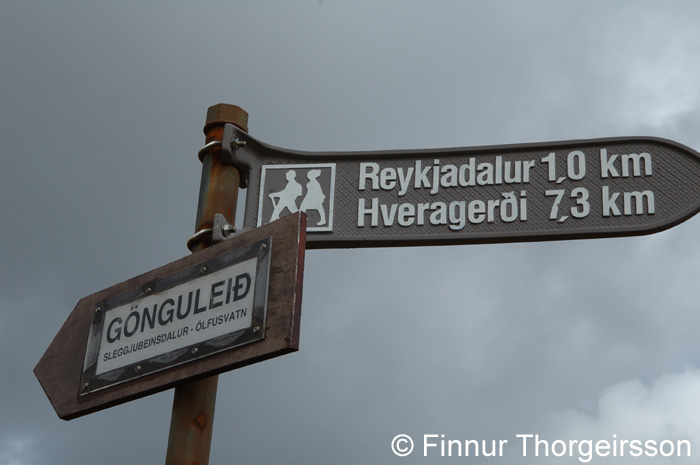 Reykjadalur 1,0 km
Hveragerði 7,3 km
GÖNGULEIÐ
SLEGGJUBEINSDALUR - ÖLFUSVATN
© Finnur Thorgeirsson